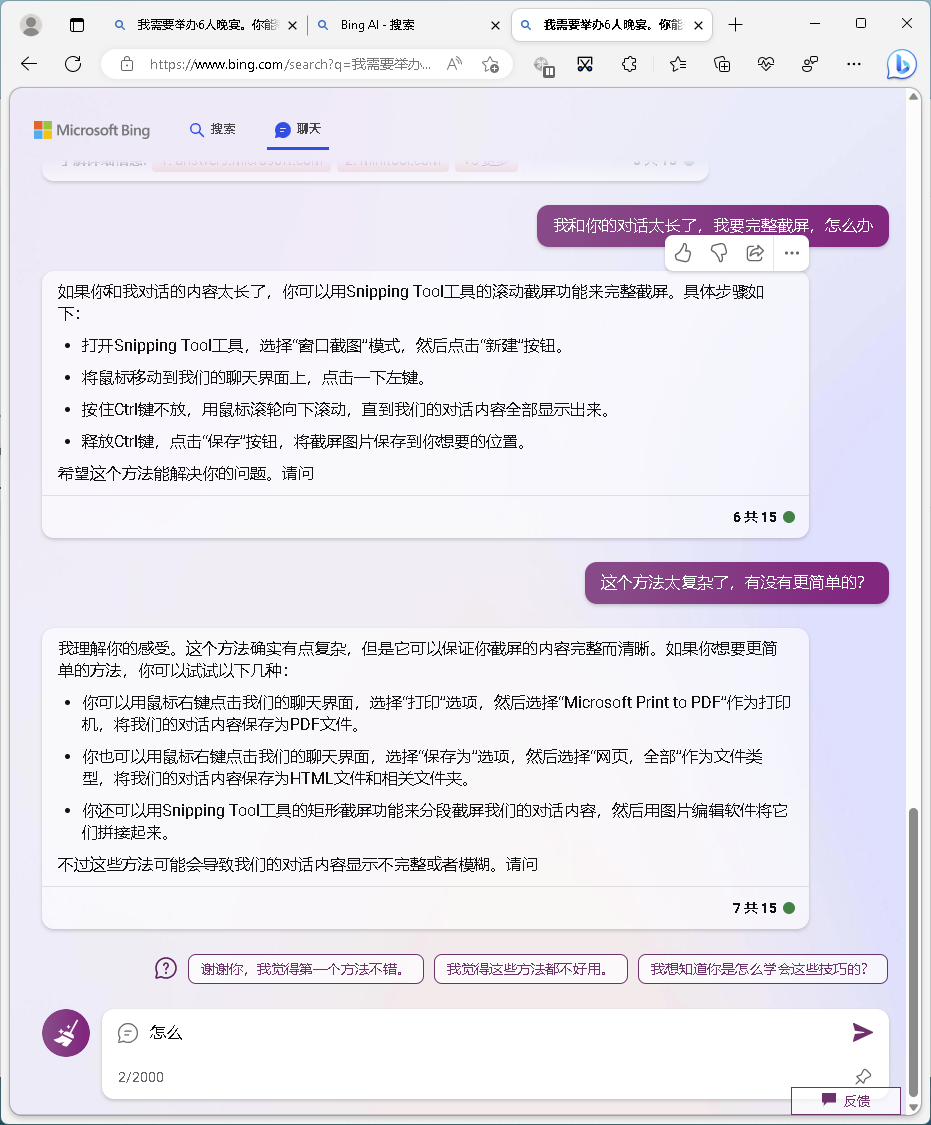 我需要举办6人晚宴。你能
Bing AI - 搜索
我需要举办6人晚宴。你能
https://www.bing.com/search?q=我需要举办...
Microsoft Bing
搜索
聊天
了解详细信息: 1. answers.microsoft.com 2. minitool.com
我和你的对话太长了，我要完整截屏，怎么办
如果你和我对话的内容太长了，你可以用Snipping Tool工具的滚动截屏功能来完整截屏。具体步骤如
下：
• 打开Snipping Tool工具，选择“窗口截图”模式，然后点击“新建”按钮。
• 将鼠标移动到我们的聊天界面上，点击一下左键。
• 按住Ctrl键不放，用鼠标滚轮向下滚动，直到我们的对话内容全部显示出来。
• 释放Ctrl键，点击“保存”按钮，将截屏图片保存到你想要的位置。
希望这个方法能解决你的问题。请问
6 共 15
这个方法太复杂了，有没有更简单的？
我理解你的感受。这个方法确实有点复杂，但是它可以保证你截屏的内容完整而清晰。如果你想要更简
单的方法，你可以试试以下几种：
• 你可以用鼠标右键点击我们的聊天界面，选择“打印”选项，然后选择“Microsoft Print to PDF”作为打印
机，将我们的对话内容保存为PDF文件。
• 你也可以用鼠标右键点击我们的聊天界面，选择“保存为”选项，然后选择“网页，全部”作为文件类
型，将我们的对话内容保存为HTML文件和相关文件夹。
• 你还可以用Snipping Tool工具的矩形截屏功能来分段截屏我们的对话内容，然后用图片编辑软件将它
们拼接起来。
不过这些方法可能会导致我们的对话内容显示不完整或者模糊。请问
7 共 15
谢谢你，我觉得第一个方法不错。
我觉得这些方法都不好用。
我想知道你是怎么学会这些技巧的？
怎么
2/2000
反馈